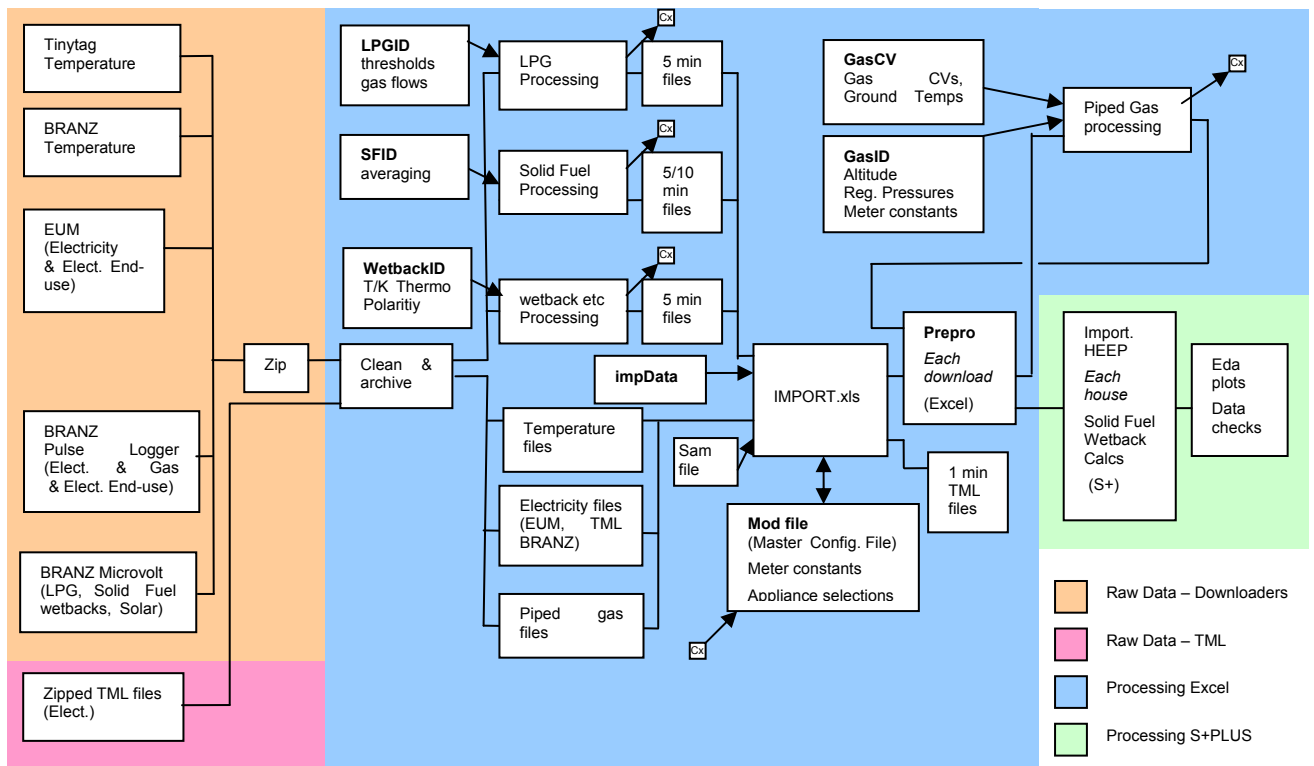 Tinytag
Temperature
BRANZ
Temperature
EUM
(Electricity
& Elect. End-
use)
BRANZ
Pulse Logger
(Elect. & Gas
& Elect. End-use)
BRANZ Microvolt
(LPG, Solid Fuel
wetbacks, Solar)
Zipped TML files
(Elect.)
Zip
Clean &
archive
LPGID
thresholds
gas flows
SFID
averaging
WetbackID
T/K Thermo
Polaritiy
LPG
Processing
Cx
5 min
files
Solid Fuel
Processing
Cx
5/10
min
files
wetback etc
Processing
Cx
5 min
files
impData
Temperature
files
Electricity files
(EUM, TML
BRANZ)
Piped gas
files
Sam
file
IMPORT.xls
Mod file
(Master Config. File)
Meter constants
Appliance selections
Cx
GasCV
Gas CVs,
Ground Temps
GasID
Altitude
Reg. Pressures
Meter constants
Piped Gas
processing
Cx
Prepro
Each
download
(Excel)
1 min
TML
files
Import.
HEEP
Each
house
Solid Fuel
Wetback
Calcs
(S+)
Eda
plots
Data
checks
Raw Data – Downloaders
Raw Data – TML
Processing Excel
Processing S+PLUS